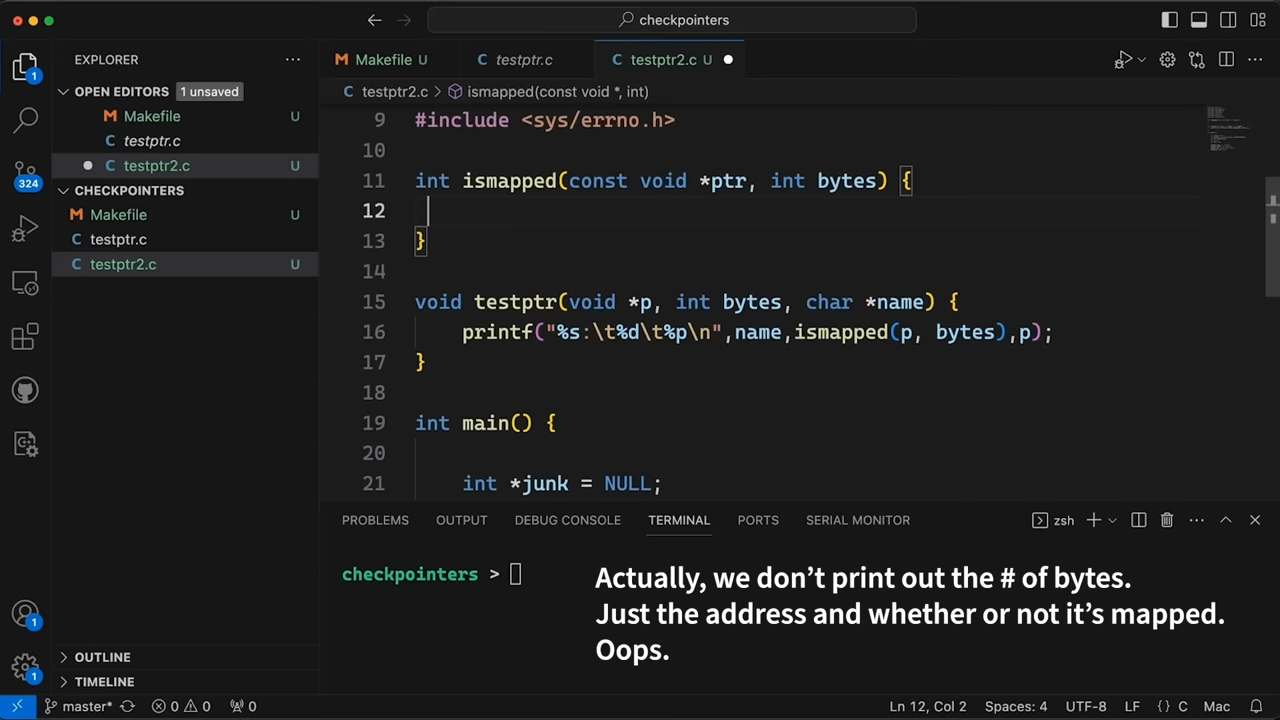 checkpointers
EXPLORER
OPEN EDITORS 1 unsaved
Makefile U
testptr.c
testptr2.c U
CHECKPOINTERS
Makefile U
testptr.c
testptr2.c U
OUTLINE
TIMELINE
1
324
1
1
Makefile U testptr.c testptr2.c U
testptr2.c > ismapped(const void *, int)
9 #include <sys/errno.h>
10
11 int ismapped(const void *ptr, int bytes) {
12
13 }
14
15 void testptr(void *p, int bytes, char *name) {
16 printf("%s:\t%d\t%p\n",name,ismapped(p, bytes),p);
17 }
18
19 int main() {
20
21 int *junk = NULL;
PROBLEMS OUTPUT DEBUG CONSOLE TERMINAL PORTS SERIAL MONITOR zsh
checkpointers >
Actually, we don’t print out the # of bytes.
Just the address and whether or not it’s mapped.
Oops.
master* 0 0 0 Ln 12, Col 2 Spaces: 4 UTF-8 LF {} C Mac